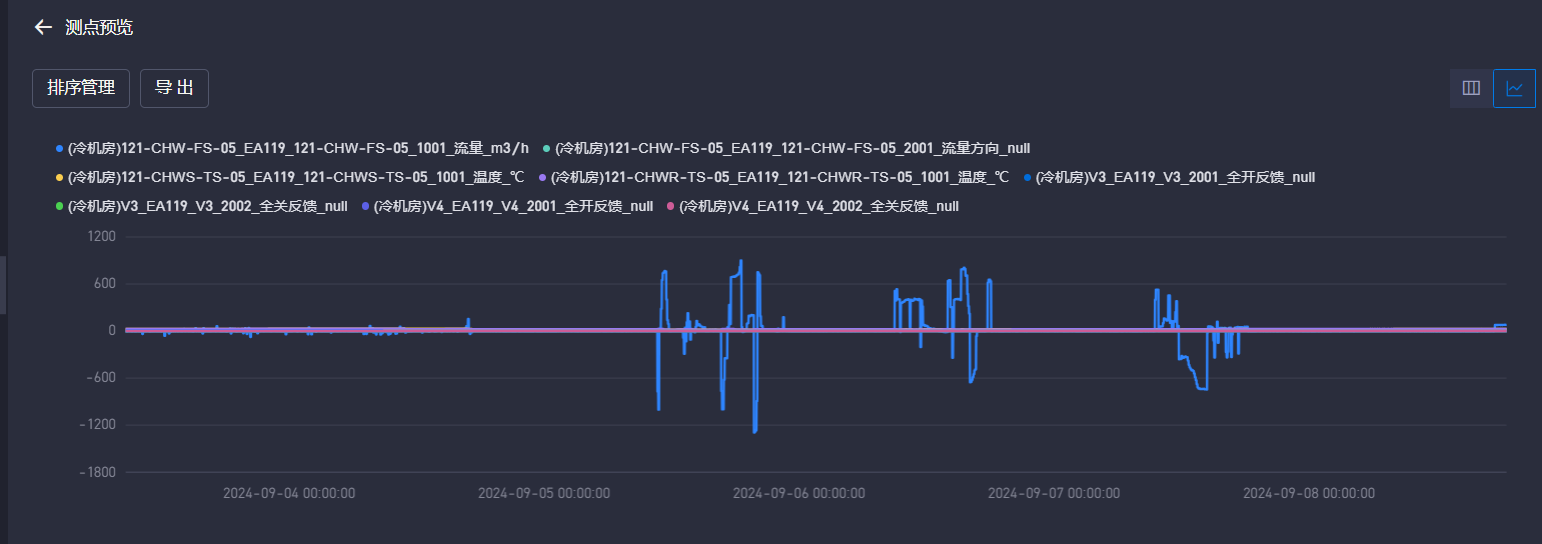 测点预览
排序管理 导 出
(冷机房)121-CHW-FS-05_EA119_121-CHW-FS-05_1001_流量_m3/h (冷机房)121-CHW-FS-05_EA119_121-CHW-FS-05_2001_流量方向_null
(冷机房)121-CHWS-TS-05_EA119_121-CHWS-TS-05_1001_温度_℃ (冷机房)121-CHWR-TS-05_EA119_121-CHWR-TS-05_1001_温度_℃ (冷机房)V3_EA119_V3_2001_全开反馈_null
(冷机房)V3_EA119_V3_2002_全关反馈_null (冷机房)V4_EA119_V4_2001_全开反馈_null (冷机房)V4_EA119_V4_2002_全关反馈_null
1200
600
0
-600
-1200
-1800
2024-09-04 00:00:00 2024-09-05 00:00:00 2024-09-06 00:00:00 2024-09-07 00:00:00 2024-09-08 00:00:00